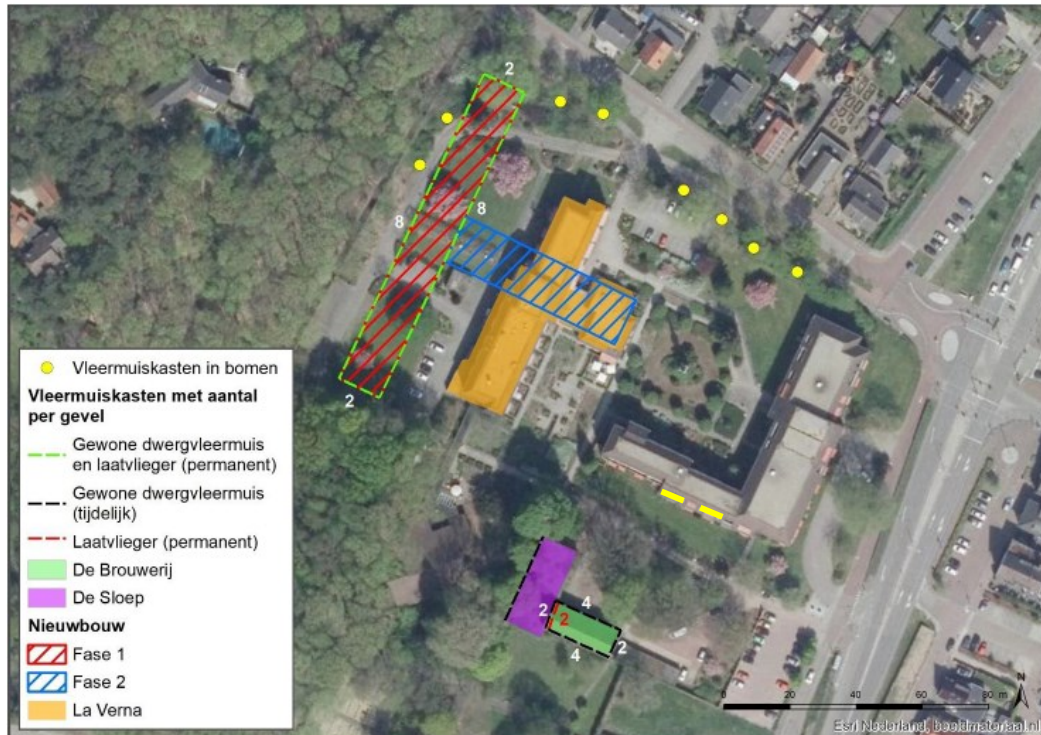 2
8
8
2
Vleermuiskasten in bomen
Vleermuiskasten met aantal
per gevel
Gewone dwergvleermuis
en laatvlieger (permanent)
Gewone dwergvleermuis
(tijdelijk)
Laatvlieger (permanent)
De Brouwerij
De Sloep
Nieuwbouw
Fase 1
Fase 2
La Verna
4
2
2
4
2
N
0 20 40 60 80 m
Esri Nederland, beeldmateriaal.nl